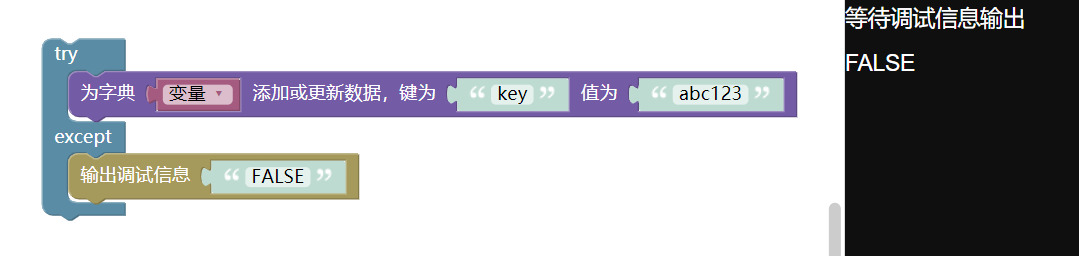 try
为字典 变量 添加或更新数据，键为 “ key ” 值为 “ abc123 ”
except
输出调试信息 “ FALSE ”
等待调试信息输出
FALSE